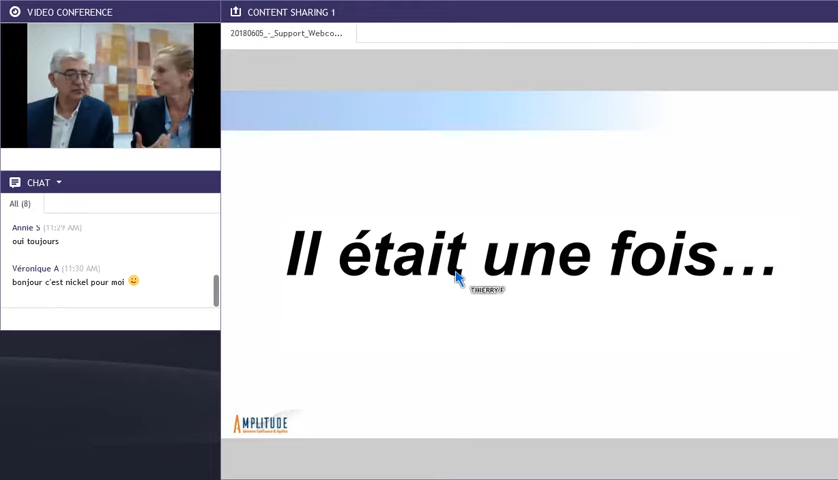 VIDEO CONFERENCE
CONTENT SHARING 1
20180605_-_Support_Webco...
CHAT
All (8)
Annie S (11:29 AM)
oui toujours
Véronique A (11:30 AM)
bonjour c'est nickel pour moi
Il était une fois...
THIERRY F
AMPLITUDE